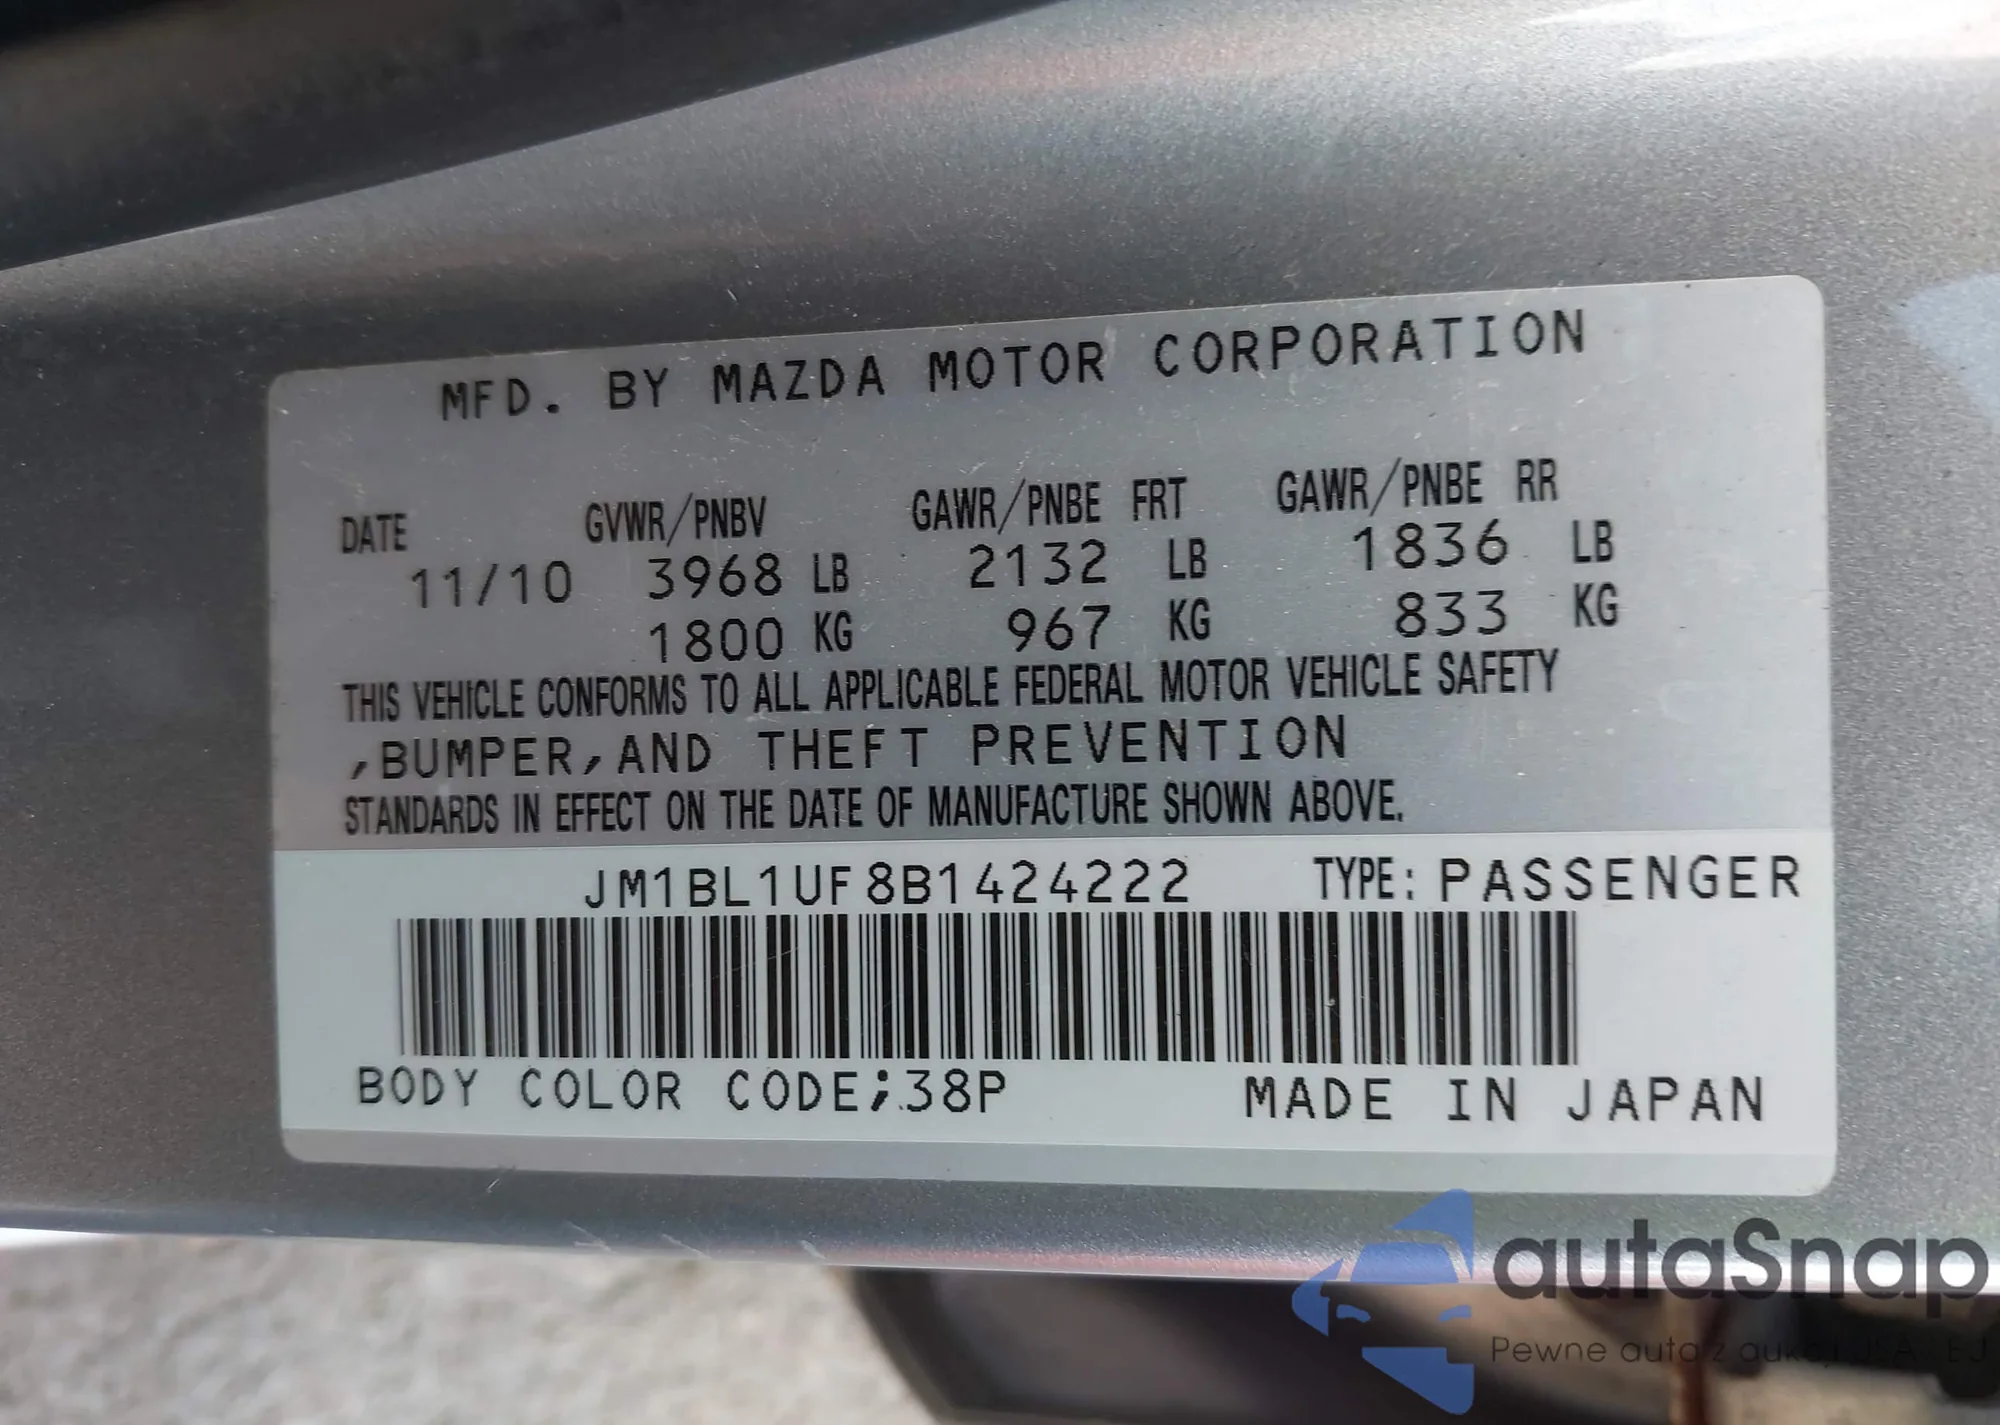 MFD. BY MAZDA MOTOR CORPORATION
DATE GVWR/PNBV GAWR/PNBE FRT GAWR/PNBE RR
11/10 3968 LB 2132 LB 1836 LB
1800 KG 967 KG 833 KG
THIS VEHICLE CONFORMS TO ALL APPLICABLE FEDERAL MOTOR VEHICLE SAFETY
,BUMPER,AND THEFT PREVENTION
STANDARDS IN EFFECT ON THE DATE OF MANUFACTURE SHOWN ABOVE.
JM1BL1UF8B1424222 TYPE: PASSENGER
BODY COLOR CODE;38P MADE IN JAPAN
autaSnap
Pewne auta z aukcji